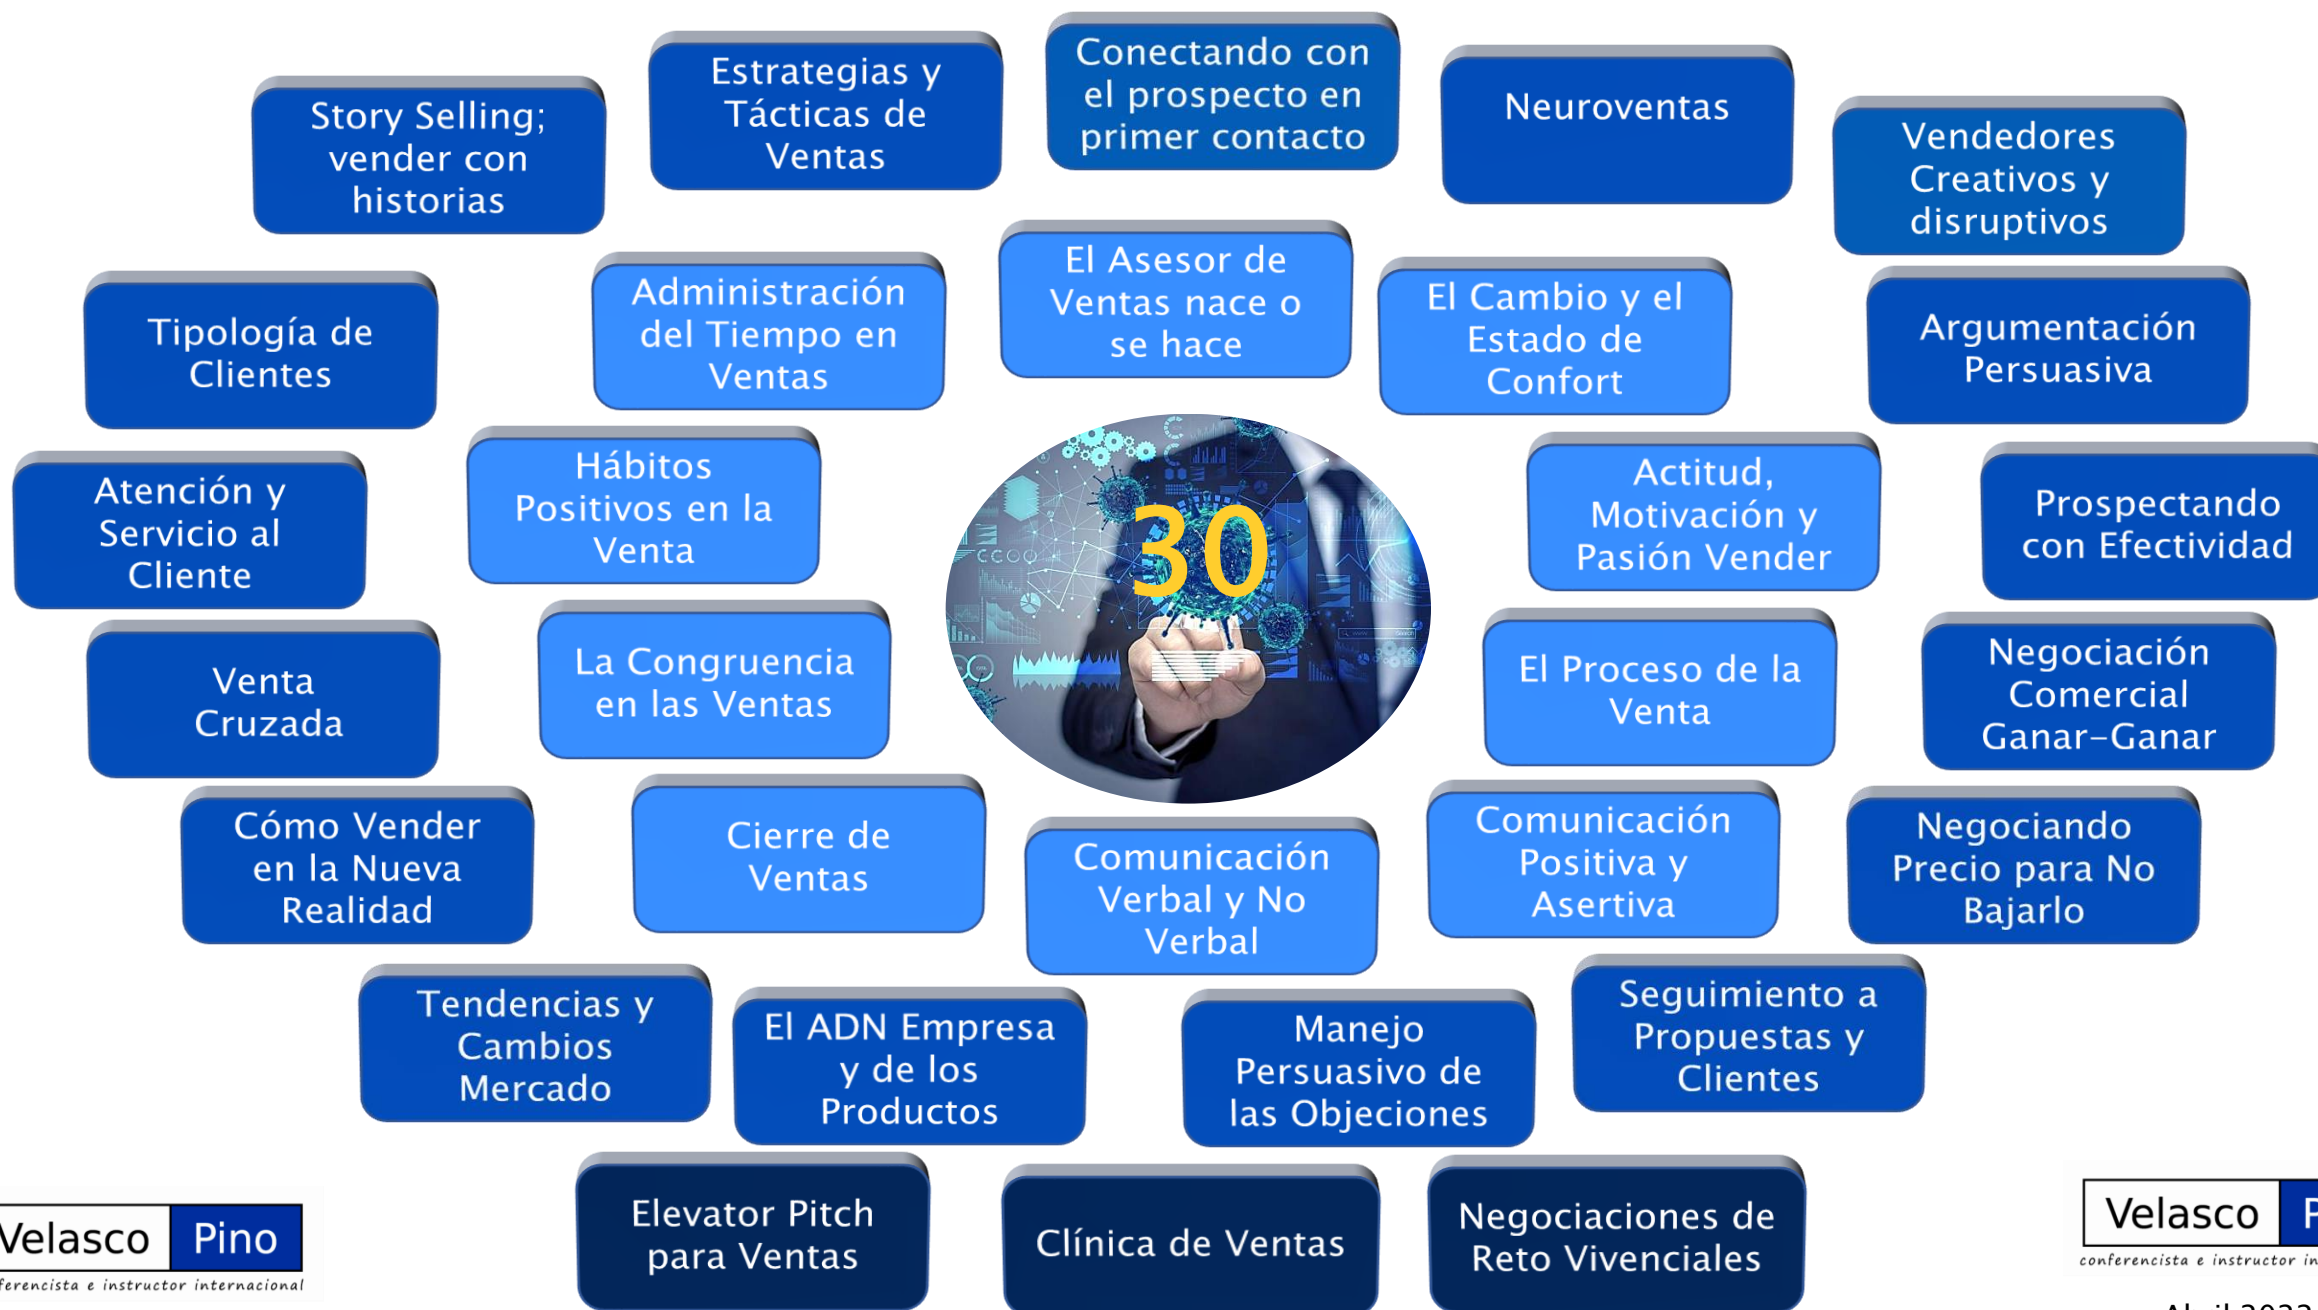 Story Selling;
vender con
historias
Estrategias y
Tácticas de
Ventas
Conectando con
el prospecto en
primer contacto
Neuroventas
Vendedores
Creativos y
disruptivos
Tipología de
Clientes
Administración
del Tiempo en
Ventas
El Asesor de
Ventas nace o
se hace
El Cambio y el
Estado de
Confort
Argumentación
Persuasiva
Atención y
Servicio al
Cliente
Hábitos
Positivos en la
Venta
30
Actitud,
Motivación y
Pasión Vender
Prospectando
con Efectividad
Venta
Cruzada
La Congruencia
en las Ventas
El Proceso de la
Venta
Negociación
Comercial
Ganar-Ganar
Cómo Vender
en la Nueva
Realidad
Cierre de
Ventas
Comunicación
Verbal y No
Verbal
Comunicación
Positiva y
Asertiva
Negociando
Precio para No
Bajarlo
Tendencias y
Cambios
Mercado
El ADN Empresa
y de los
Productos
Manejo
Persuasivo de
las Objeciones
Seguimiento a
Propuestas y
Clientes
Elevator Pitch
para Ventas
Clínica de Ventas
Negociaciones de
Reto Vivenciales
Velasco Pino
ferencista e instructor internacional
Velasco P
conferencista e instructor in